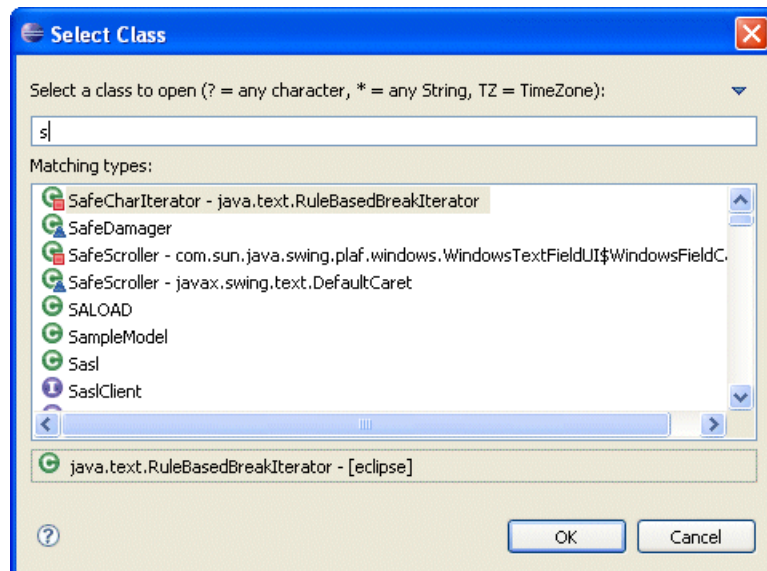 Select Class
Select a class to open (? = any character, * = any String, TZ = TimeZone):
s
Matching types:
SafeCharIterator - java.text.RuleBasedBreakIterator
SafeDamager
SafeScroller - com.sun.java.swing.plaf.windows.WindowsTextFieldUI$WindowsFieldC
SafeScroller - javax.swing.text.DefaultCaret
SALOAD
SampleModel
Sasl
SaslClient
java.text.RuleBasedBreakIterator - [eclipse]
OK Cancel